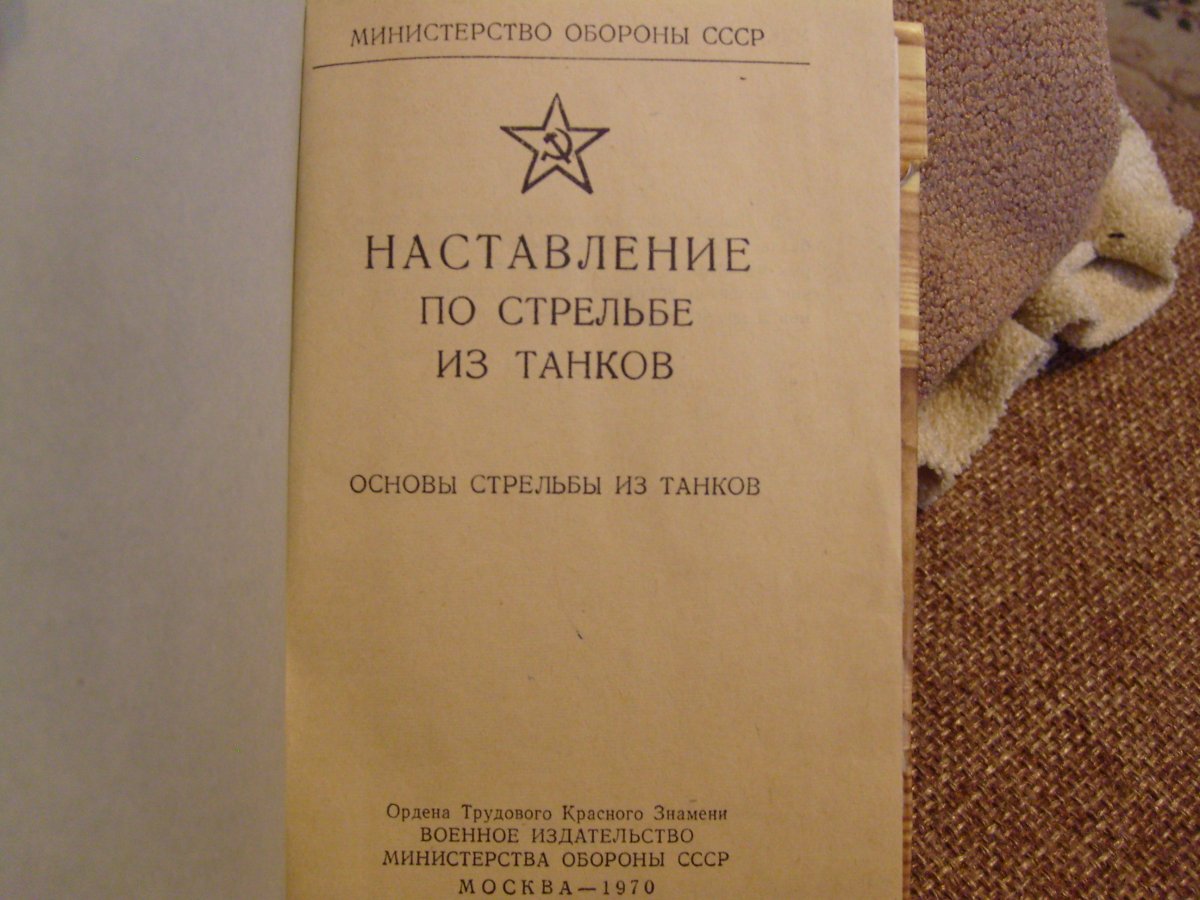 МИНИСТЕРСТВО ОБОРОНЫ СССР
НАСТАВЛЕНИЕ
ПО СТРЕЛЬБЕ
ИЗ ТАНКОВ
ОСНОВЫ СТРЕЛЬБЫ ИЗ ТАНКОВ
Ордена Трудового Красного Знамени
ВОЕННОЕ ИЗДАТЕЛЬСТВО
МИНИСТЕРСТВА ОБОРОНЫ СССР
МОСКВА—1970